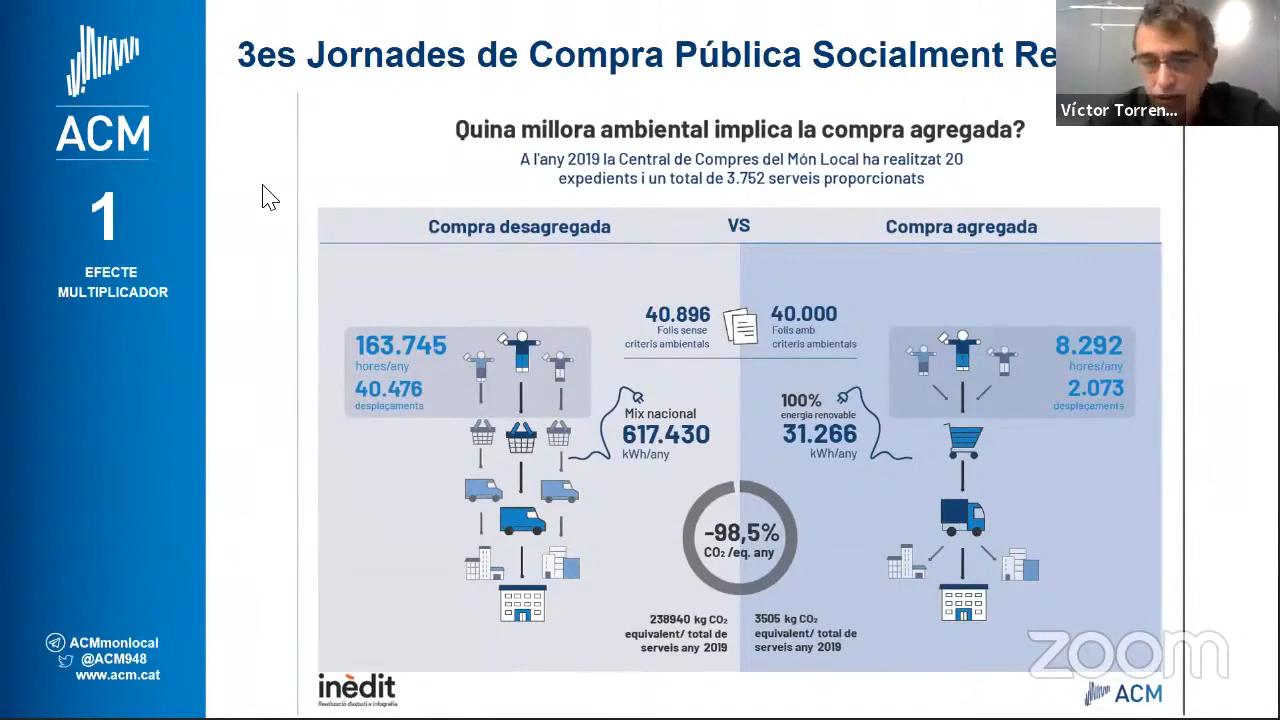 3es Jornades de Compra Pública Socialment Re
Víctor Torren...
ACM
1
EFECTE
MULTIPLICADOR
ACMmonlocal
@ACM948
www.acm.cat
Quina millora ambiental implica la compra agregada?
A l'any 2019 la Central de Compres del Món Local ha realitzat 20
expedients i un total de 3.752 serveis proporcionats
Compra desagregada
VS
Compra agregada
163.745
hores/any
40.476
desplaçaments
40.896
Folis sense
criteris ambientals
40.000
Folis amb
criteris ambientals
8.292
hores/any
2.073
desplaçaments
Mix nacional
617.430
kWh/any
100%
energia renovable
31.266
kWh/any
-98,5%
CO₂ /eq. any
238940 kg CO₂
equivalent/ total de
serveis any 2019
3505 kg CO₂
equivalent/ total de
serveis any 2019
inèdit
Realització d'estudi e infografia
ACM
zoom